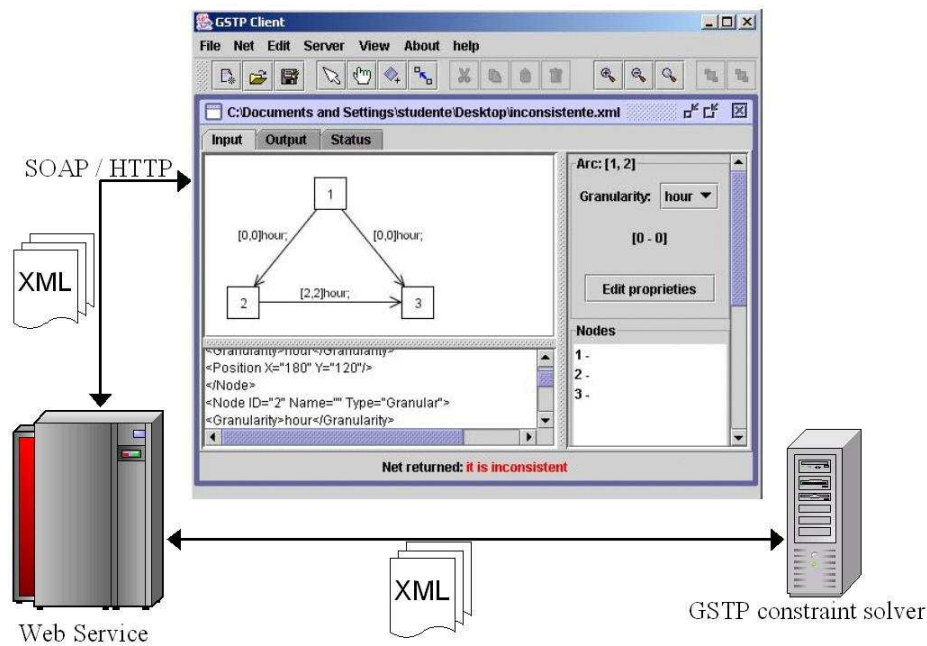 GSTP Client
File Net Edit Server View About help
C:\Documents and Settings\studente\Desktop\inconsistente.xml
Input Output Status
SOAP / HTTP
XML
1
[0,0]hour;
[0,0]hour;
2
[2,2]hour;
3
Arc: [1, 2]
Granularity: hour
[0 - 0]
Edit proprieties
Nodes
1 -
2 -
3 -
<Granularity>hour</Granularity>
<Position X="180" Y="120"/>
</Node>
<Node ID="2" Name="" Type="Granular">
<Granularity>hour</Granularity>
Net returned: it is inconsistent
XML
Web Service
GSTP constraint solver